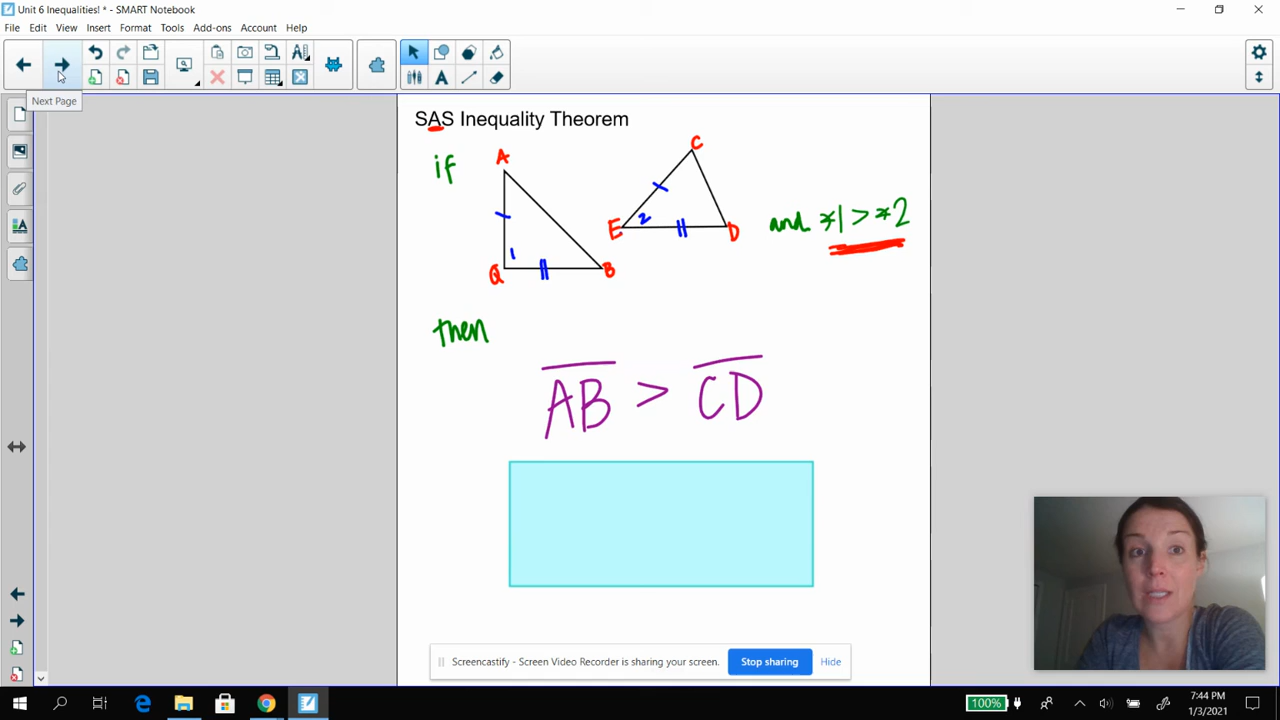 Unit 6 Inequalities! * - SMART Notebook
File Edit View Insert Format Tools Add-ons Account Help
Next Page
SAS Inequality Theorem
if
A
C
E
2
D
and ∡1 > ∡2
1
Q
B
then
AB > CD
Screencastify - Screen Video Recorder is sharing your screen.
Stop sharing
Hide
100%
7:44 PM
1/3/2021